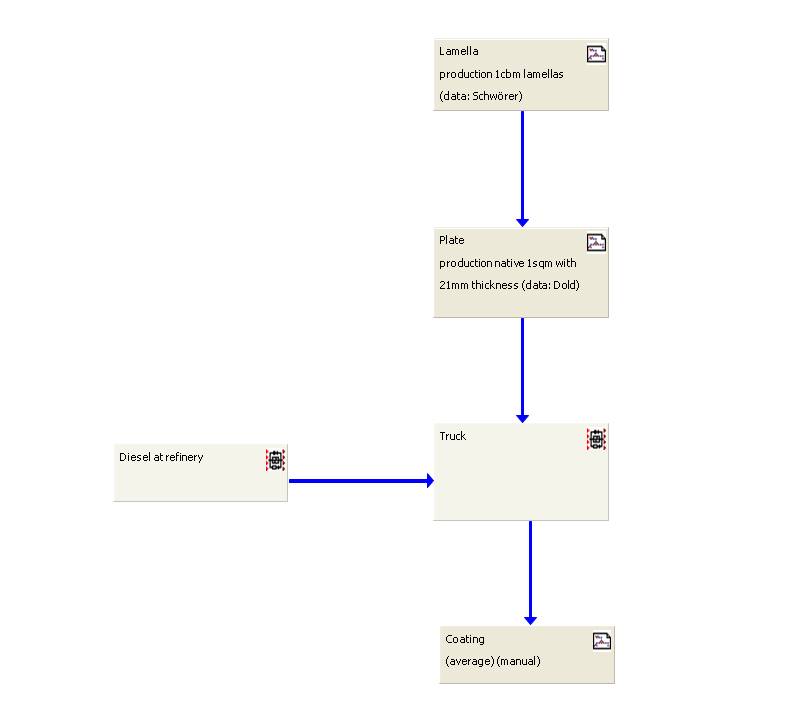 Lamella
production 1cbm lamellas
(data: Schwörer)
Plate
production native 1sqm with
21mm thickness (data: Dold)
Diesel at refinery
Truck
Coating
(average) (manual)